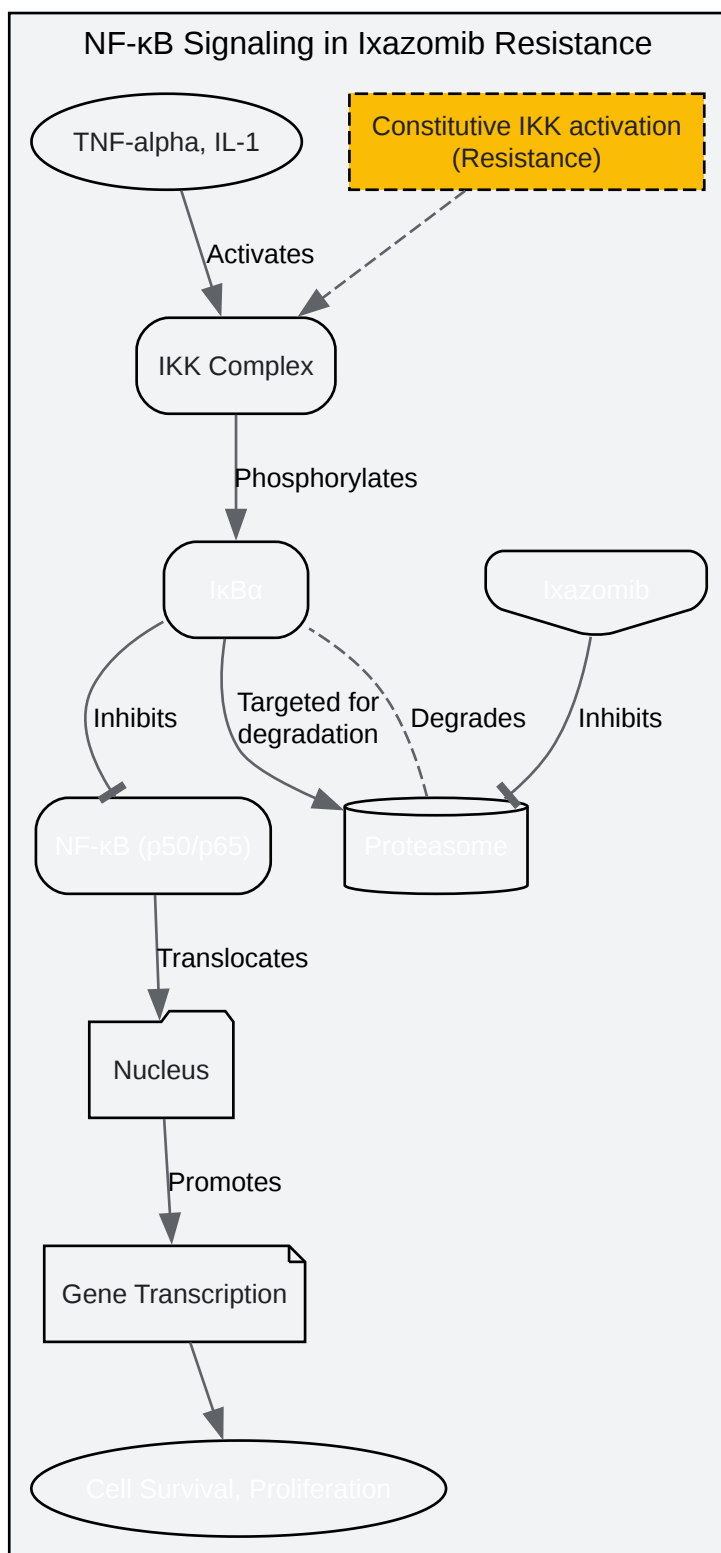 NF-κB Signaling in Ixazomib Resistance
TNF-alpha, IL-1
Constitutive IKK activation
(Resistance)
Activates
IKK Complex
Phosphorylates
IκBα
Ixazomib
Inhibits
Targeted for
degradation
Degrades
Inhibits
NF-κB (p50/p65)
Proteasome
Translocates
Nucleus
Promotes
Gene Transcription
Cell Survival, Proliferation